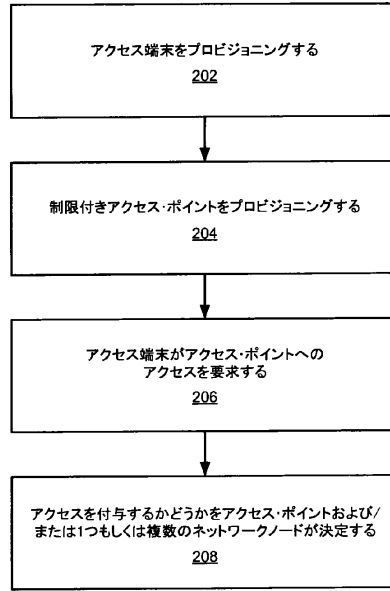 アクセス端末をプロビジョニングする
202
制限付きアクセス・ポイントをプロビジョニングする
204
アクセス端末がアクセス・ポイントへの
アクセスを要求する
206
アクセスを付与するかどうかをアクセス・ポイントおよび/
または1つもしくは複数のネットワークノードが決定する
208